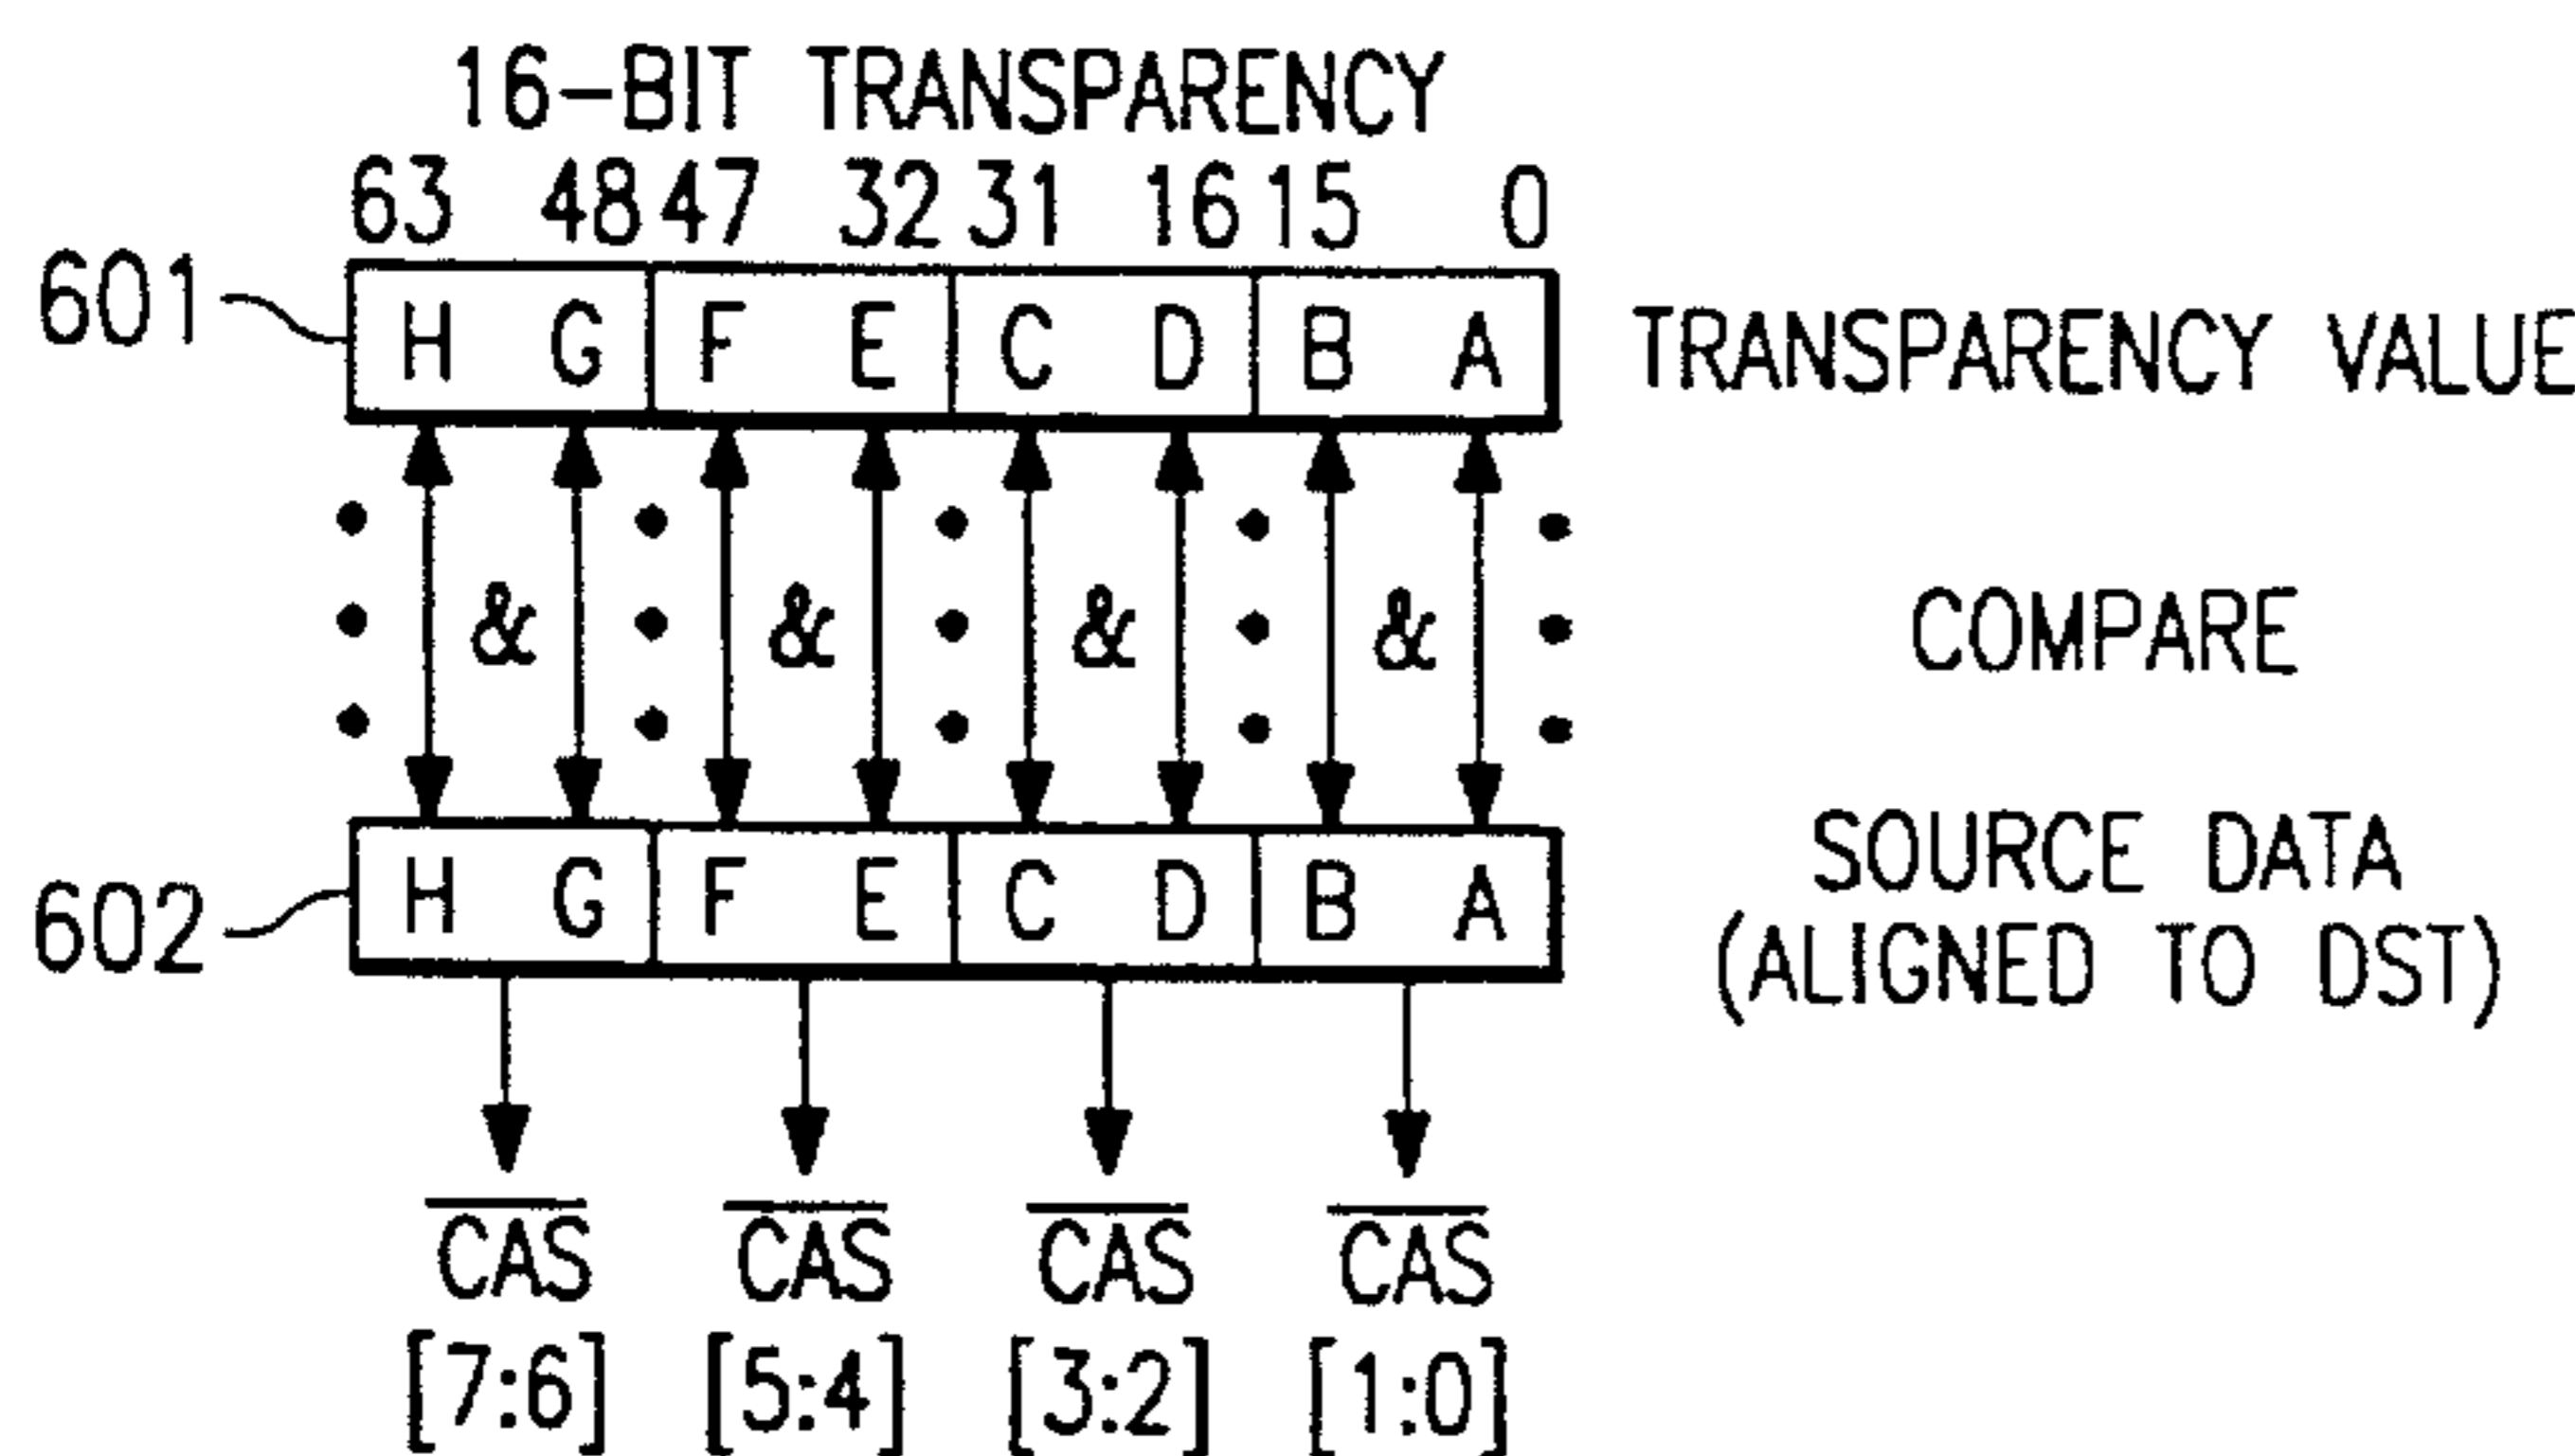 16-BIT TRANSPARENCY
63 48 47 32 31 16 15 0
601 H G F E C D B A TRANSPARENCY VALUE
& & & & COMPARE
602 H G F E C D B A SOURCE DATA
(ALIGNED TO DST)
CAS CAS CAS CAS
[7:6] [5:4] [3:2] [1:0]